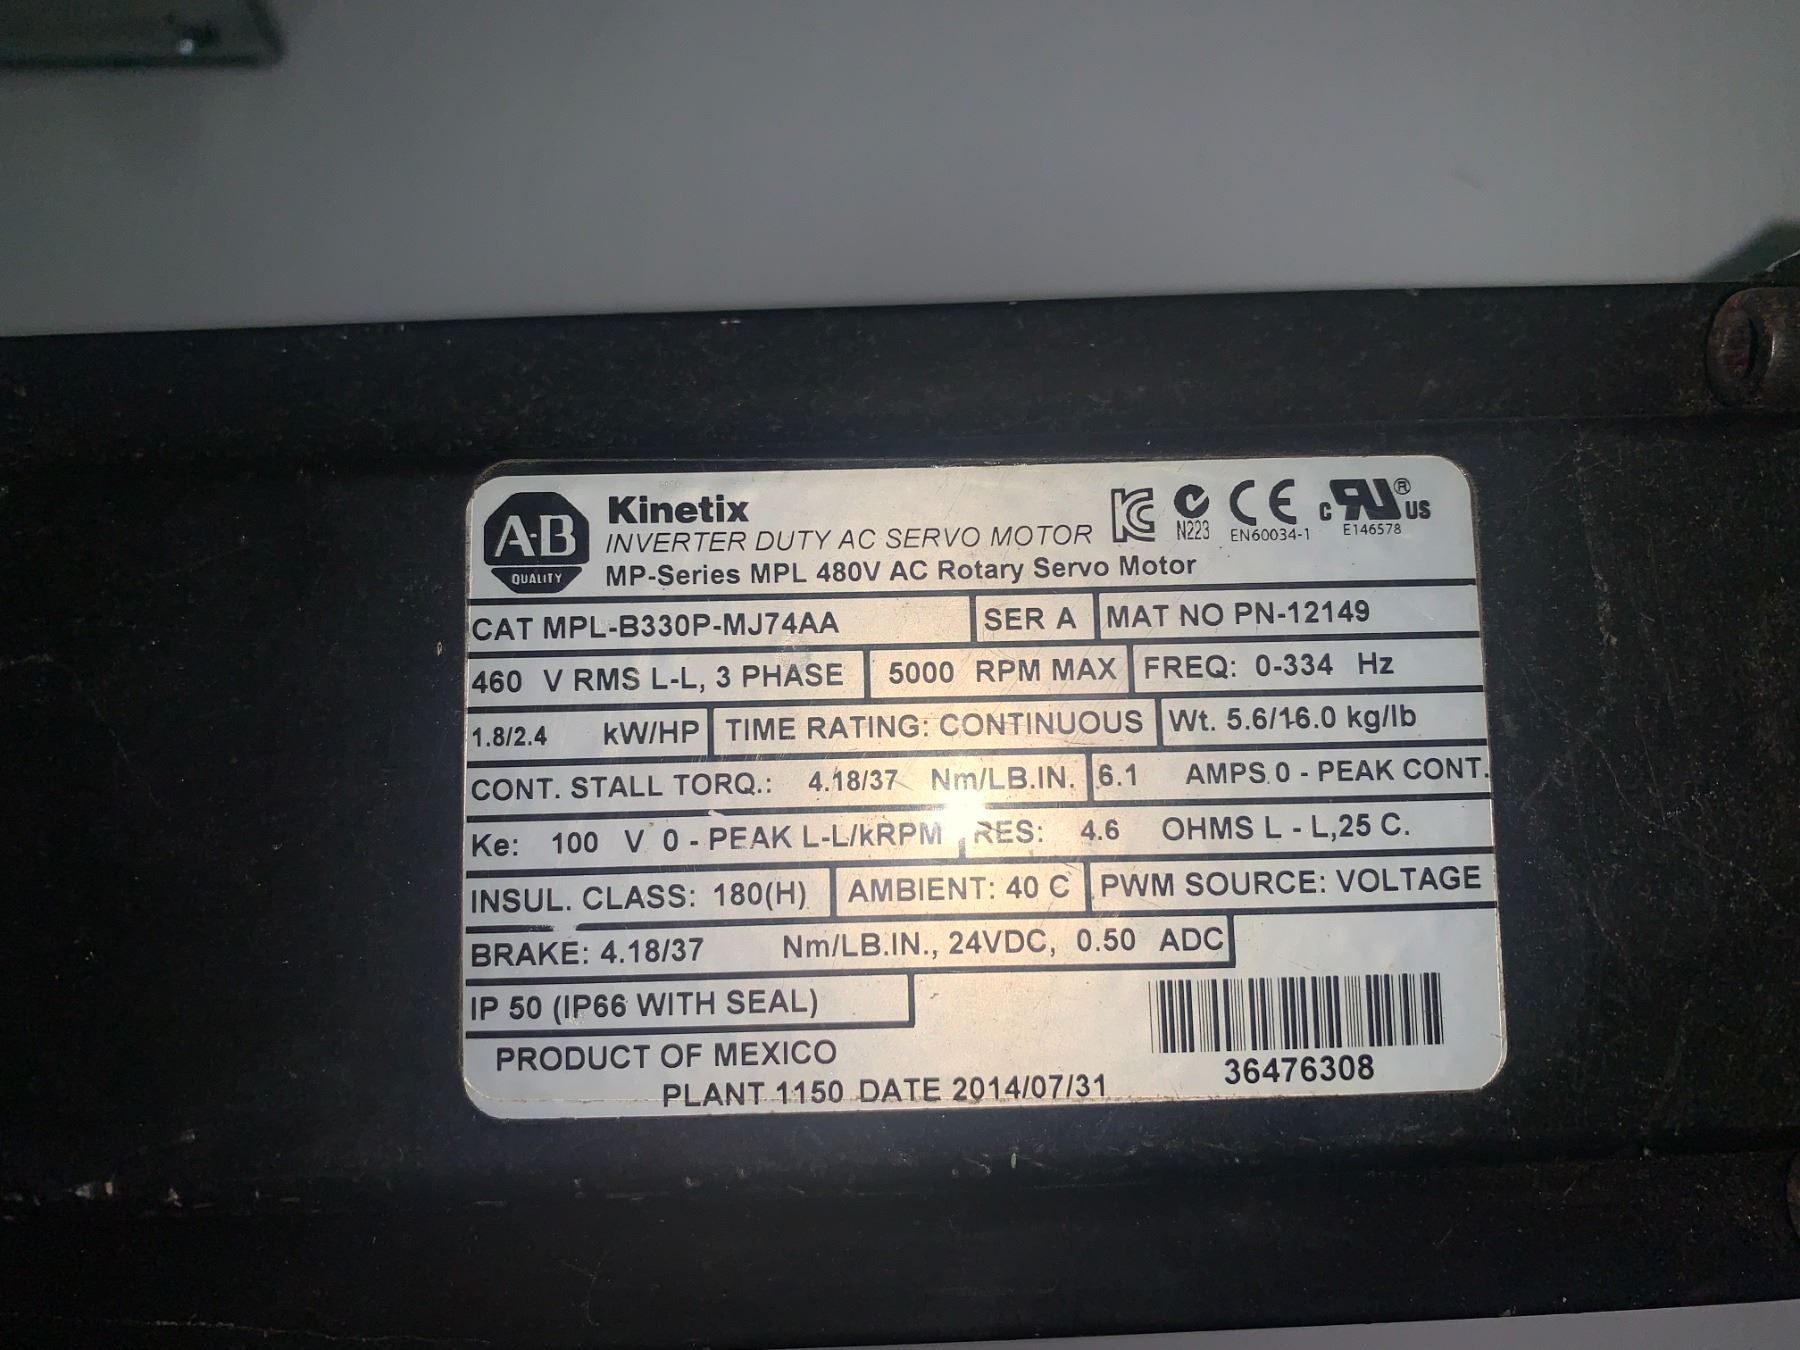 A-B
QUALITY
Kinetix
INVERTER DUTY AC SERVO MOTOR
MP-Series MPL 480V AC Rotary Servo Motor
N223
CE
EN60034-1
c RU ® US
E146578
CAT MPL-B330P-MJ74AA SER A MAT NO PN-12149
460 V RMS L-L, 3 PHASE 5000 RPM MAX FREQ: 0-334 Hz
1.8/2.4 kW/HP TIME RATING: CONTINUOUS Wt. 5.6/16.0 kg/lb
CONT. STALL TORQ.: 4.18/37 Nm/LB.IN. 6.1 AMPS 0 - PEAK CONT.
Ke: 100 V 0 - PEAK L-L/kRPM RES: 4.6 OHMS L - L,25 C.
INSUL. CLASS: 180(H) AMBIENT: 40 C PWM SOURCE: VOLTAGE
BRAKE: 4.18/37 Nm/LB.IN., 24VDC, 0.50 ADC
IP 50 (IP66 WITH SEAL)
PRODUCT OF MEXICO
PLANT 1150 DATE 2014/07/31
36476308